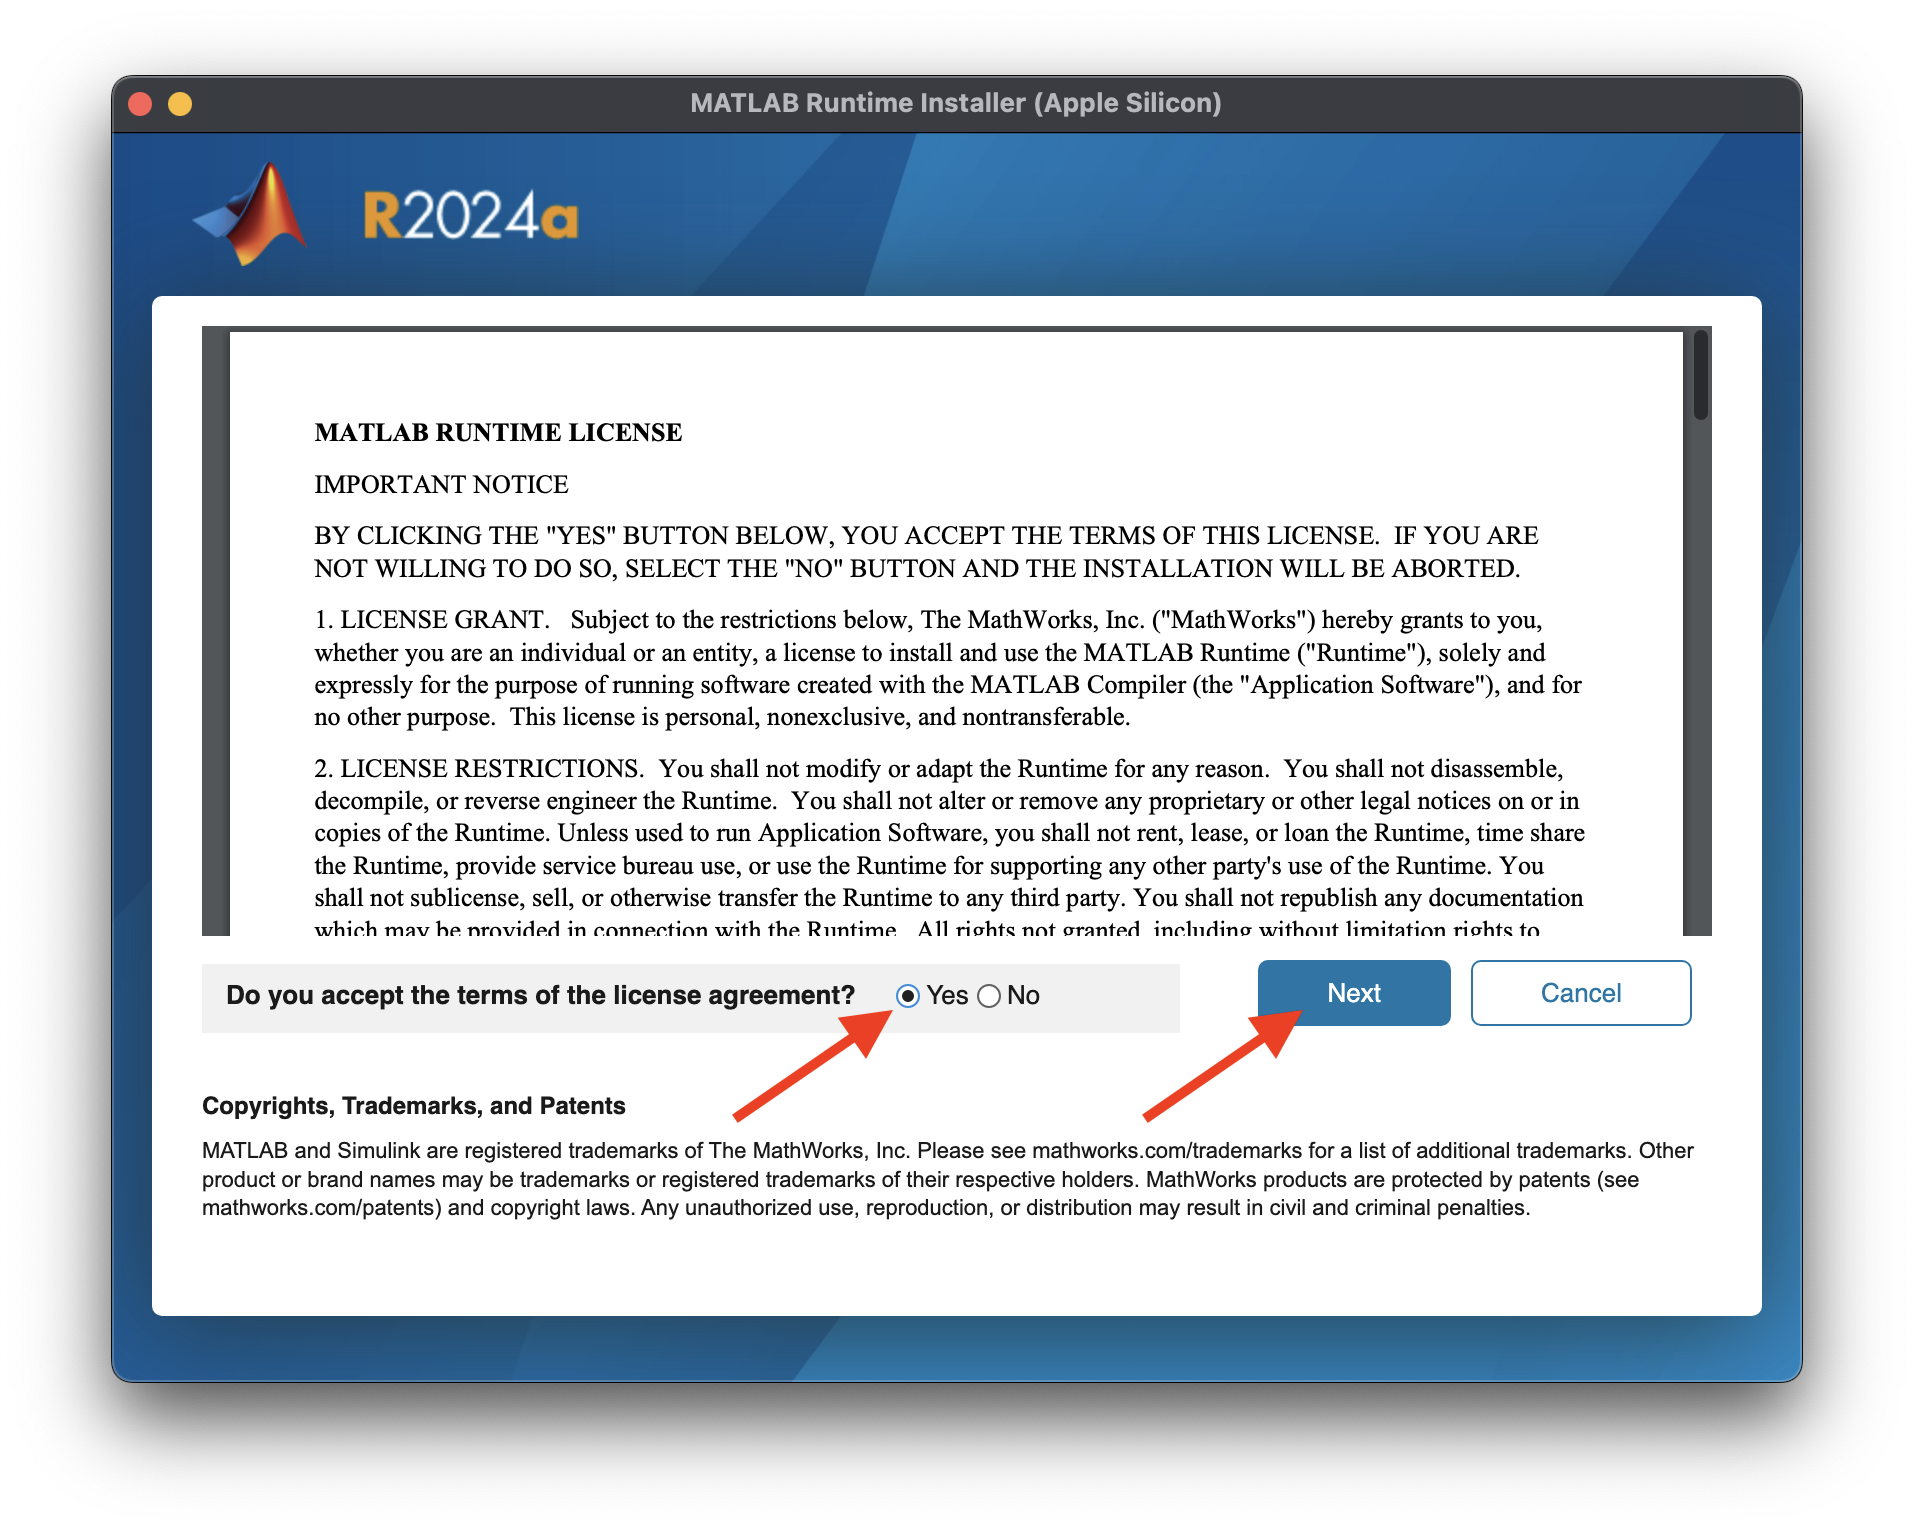 MATLAB Runtime Installer (Apple Silicon)
R2024a
MATLAB RUNTIME LICENSE
IMPORTANT NOTICE
BY CLICKING THE "YES" BUTTON BELOW, YOU ACCEPT THE TERMS OF THIS LICENSE.  IF YOU ARE
NOT WILLING TO DO SO, SELECT THE "NO" BUTTON AND THE INSTALLATION WILL BE ABORTED.
1. LICENSE GRANT.   Subject to the restrictions below, The MathWorks, Inc. ("MathWorks") hereby grants to you,
whether you are an individual or an entity, a license to install and use the MATLAB Runtime ("Runtime"), solely and
expressly for the purpose of running software created with the MATLAB Compiler (the "Application Software"), and for
no other purpose.  This license is personal, nonexclusive, and nontransferable.
2. LICENSE RESTRICTIONS.  You shall not modify or adapt the Runtime for any reason.  You shall not disassemble,
decompile, or reverse engineer the Runtime.  You shall not alter or remove any proprietary or other legal notices on or in
copies of the Runtime. Unless used to run Application Software, you shall not rent, lease, or loan the Runtime, time share
the Runtime, provide service bureau use, or use the Runtime for supporting any other party's use of the Runtime. You
shall not sublicense, sell, or otherwise transfer the Runtime to any third party. You shall not republish any documentation
which may be provided in connection with the Runtime.   All rights not granted, including without limitation rights to
Do you accept the terms of the license agreement? Yes No
Next
Cancel
Copyrights, Trademarks, and Patents
MATLAB and Simulink are registered trademarks of The MathWorks, Inc. Please see mathworks.com/trademarks for a list of additional trademarks. Other
product or brand names may be trademarks or registered trademarks of their respective holders. MathWorks products are protected by patents (see
mathworks.com/patents) and copyright laws. Any unauthorized use, reproduction, or distribution may result in civil and criminal penalties.